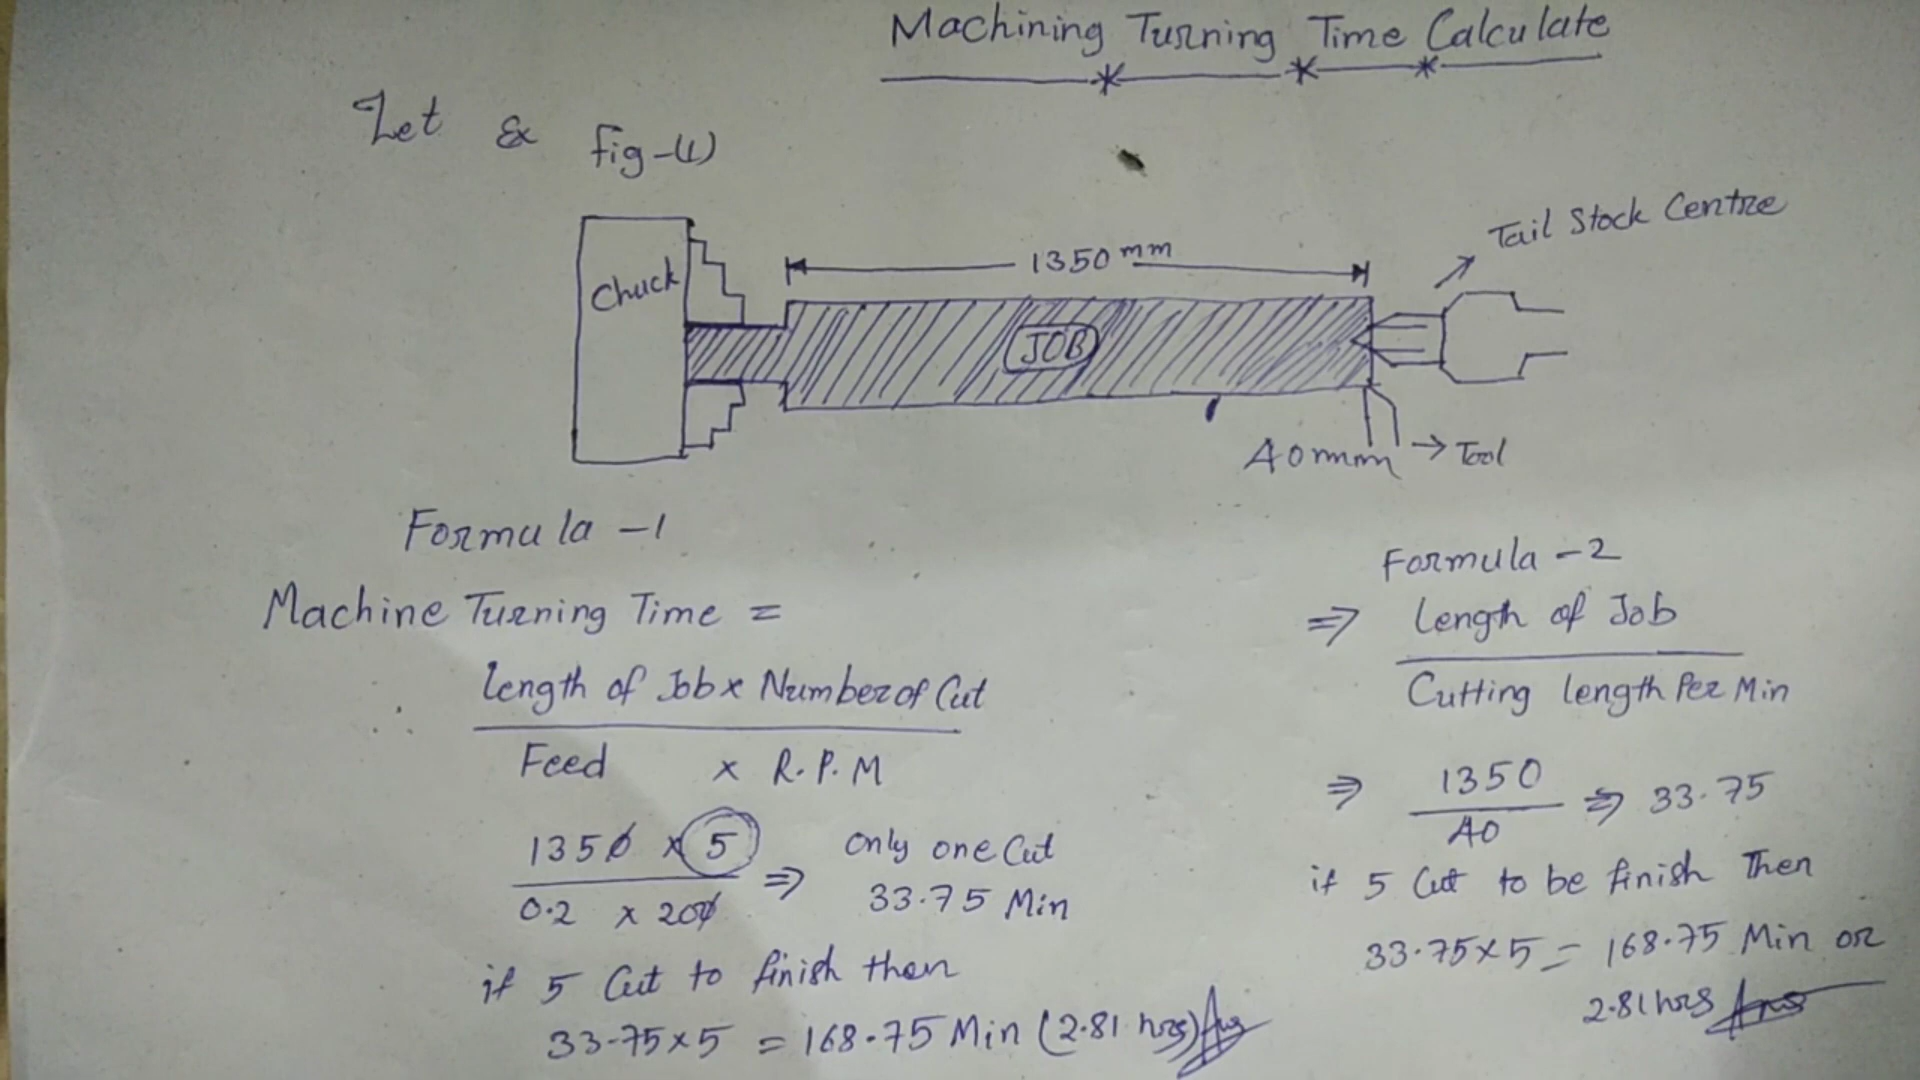 Machining Turning Time Calculate
Let & fig-(1)
Tail Stock Centre
1350 mm
Chuck
JOB
40mm → Tool
Formula -1
Machine Turning Time =
Length of Job x Number of Cut
Feed x R.P.M
1350 x 5
0.2 x 200
⇒ only one Cut
33.75 Min
if 5 Cut to finish then
33.75x5 = 168.75 Min (2.81 hrs) Ans
Formula -2
⇒ Length of Job
Cutting length Per Min
⇒ 1350
40
⇒ 33.75
if 5 Cut to be finish Then
33.75x5 = 168.75 Min or
2.81 hrs Ans